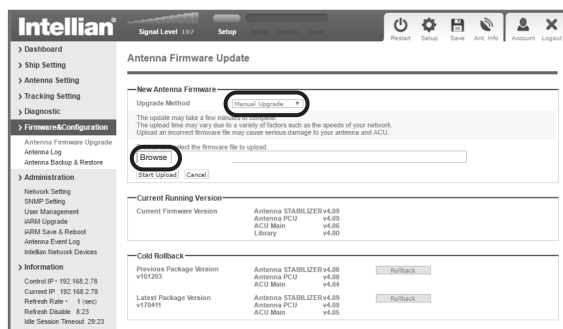 Intellian®
Signal Level 197 Setup Initial Search Track
Restart Setup Save Ant. Info Account Logout
> Dashboard
> Ship Setting
> Antenna Setting
> Tracking Setting
> Diagnostic
> Firmware&Configuration
Antenna Firmware Upgrade
Antenna Log
Antenna Backup & Restore
> Administration
Network Setting
SNMP Setting
User Management
iARM Upgrade
iARM Save & Reboot
Antenna Event Log
Intellian Network Devices
> Information
Control IP • 192.168.2.78
Current IP 192.168.2.78
Refresh Rate • 1 (sec)
Refresh Disable 8:23
Idle Session Timeout 29:23
Antenna Firmware Update
New Antenna Firmware
Upgrade Method Manual Upgrade ▼
The update may take a few minutes to complete.
The upload time may vary due to a variety of factors such as the speeds of your network.
Upload an incorrect firmware file may cause serious damage to your antenna and ACU.
select the firmware file to upload.
Browse
Start Upload Cancel
Current Running Version
Current Firmware Version Antenna STABILIZER v4.09
Antenna PCU v4.09
ACU Main v4.06
Library v4.00
Cold Rollback
Previous Package Version Antenna STABILIZER v4.08 Rollback
v161203 Antenna PCU v4.08
ACU Main v4.04
Latest Package Version Antenna STABILIZER v4.09 Rollback
v170411 Antenna PCU v4.09
ACU Main v4.05